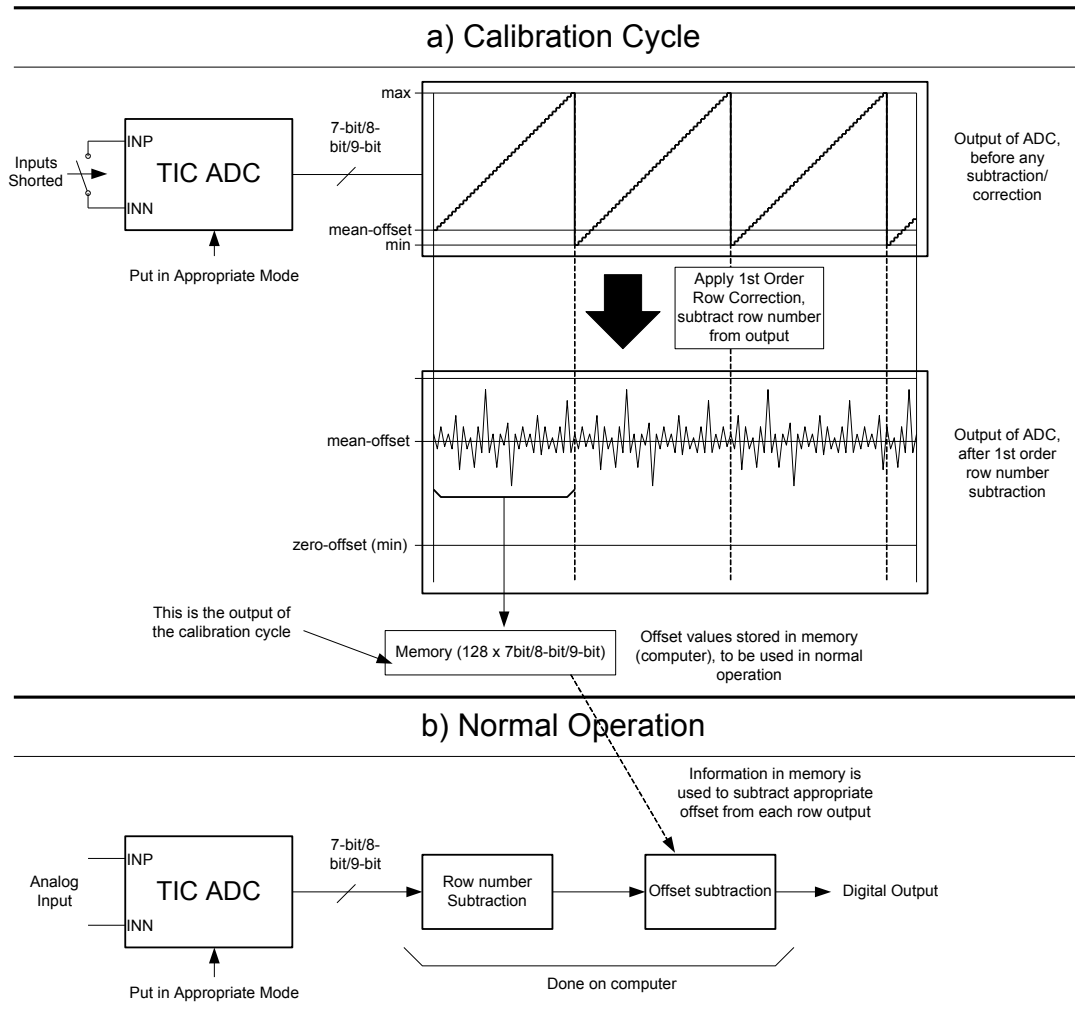 a) Calibration Cycle
max
7-bit/8-
bit/9-bit
INP
Inputs
Shorted
TIC ADC
INN
Output of ADC,
before any
subtraction/
correction
mean-offset
min
Put in Appropriate Mode
Apply 1st Order
Row Correction,
subtract row number
from output
mean-offset
Output of ADC,
after 1st order
row number
subtraction
zero-offset (min)
This is the output of
the calibration cycle
Memory (128 x 7bit/8-bit/9-bit)
Offset values stored in memory
(computer), to be used in normal
operation
b) Normal Operation
Information in memory is
used to subtract appropriate
offset from each row output
7-bit/8-
bit/9-bit
INP
Analog
Input
TIC ADC
INN
Row number
Subtraction
Offset subtraction
Digital Output
Put in Appropriate Mode
Done on computer